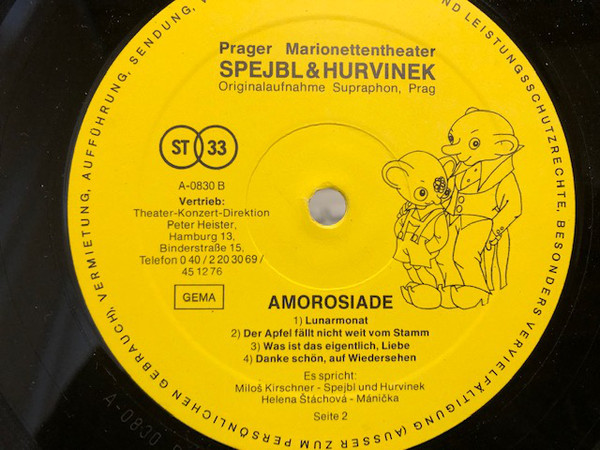 Prager Marionettentheater
SPEJBL & HURVINEK
Originalaufnahme Supraphon, Prag
ST 33
A-0830 B
Vertrieb:
Theater-Konzert-Direktion
Peter Heister,
Hamburg 13,
Binderstraße 15,
Telefon 0 40 / 2 20 30 69 /
45 12 76
GEMA
AMOROSIADE
1) Lunarmonat
2) Der Apfel fällt nicht weit vom Stamm
3) Was ist das eigentlich, Liebe
4) Danke schön, auf Wiedersehen
Es spricht:
Miloš Kirschner - Spejbl und Hurvinek
Helena Štáchová - Mánička
Seite 2
ND LEISTUNGSSCHUTZRECHTE, BESONDERS VERVIELFÄLTIGUNG (AUSSER ZUM PERSÖNLICHEN GEBRAUCH), VERMIETUNG, AUFFÜHRUNG, SENDUNG,
A-0830